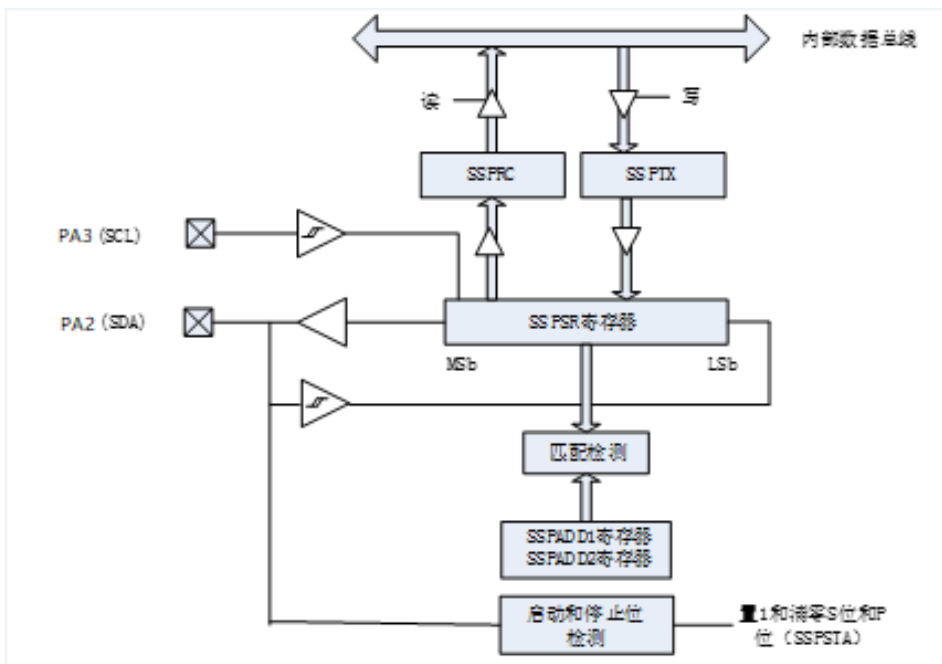 内部数据总线
读
写
SSPRC
SSPTX
PA3 (SCL)
PA2 (SDA)
SSPSR寄存器
MSb
LSb
匹配检测
SSPADD1寄存器
SSPADD2寄存器
启动和停止位
检测
置1和清零S位和P
位（SSPSTA）